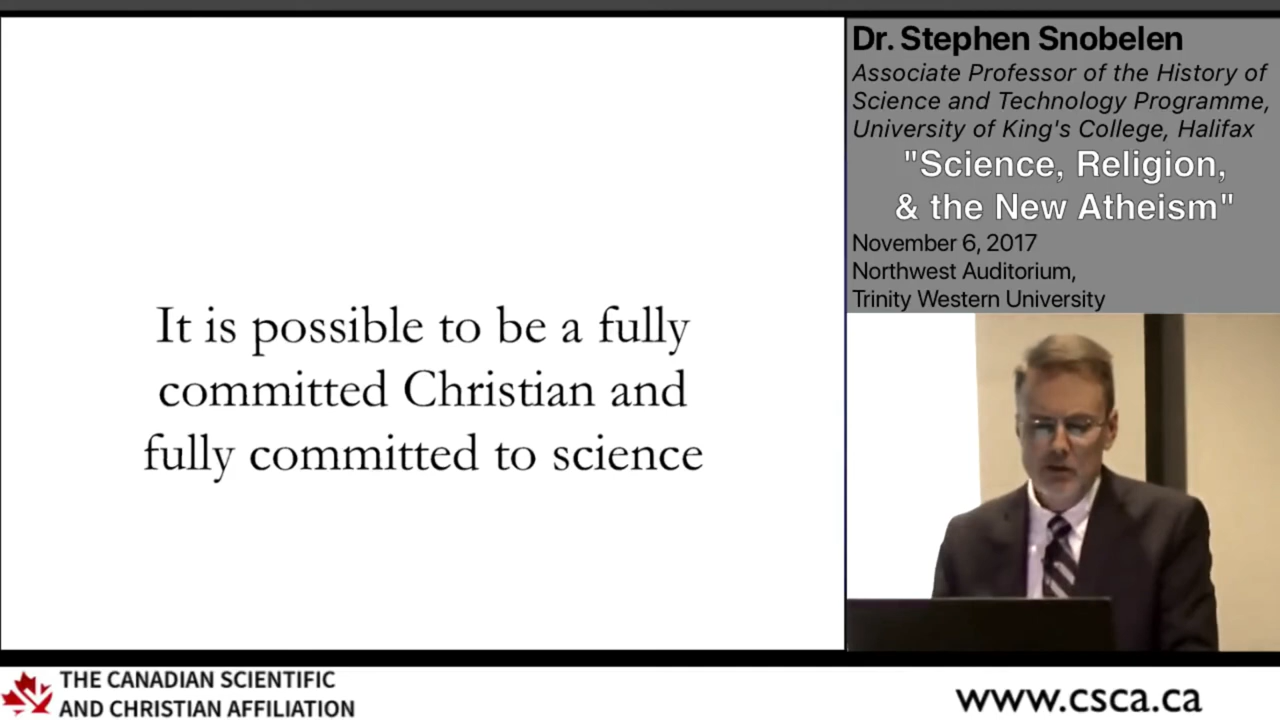 It is possible to be a fully
committed Christian and
fully committed to science
Dr. Stephen Snobelen
Associate Professor of the History of
Science and Technology Programme,
University of King's College, Halifax
"Science, Religion,
& the New Atheism"
November 6, 2017
Northwest Auditorium,
Trinity Western University
THE CANADIAN SCIENTIFIC
AND CHRISTIAN AFFILIATION
www.csca.ca